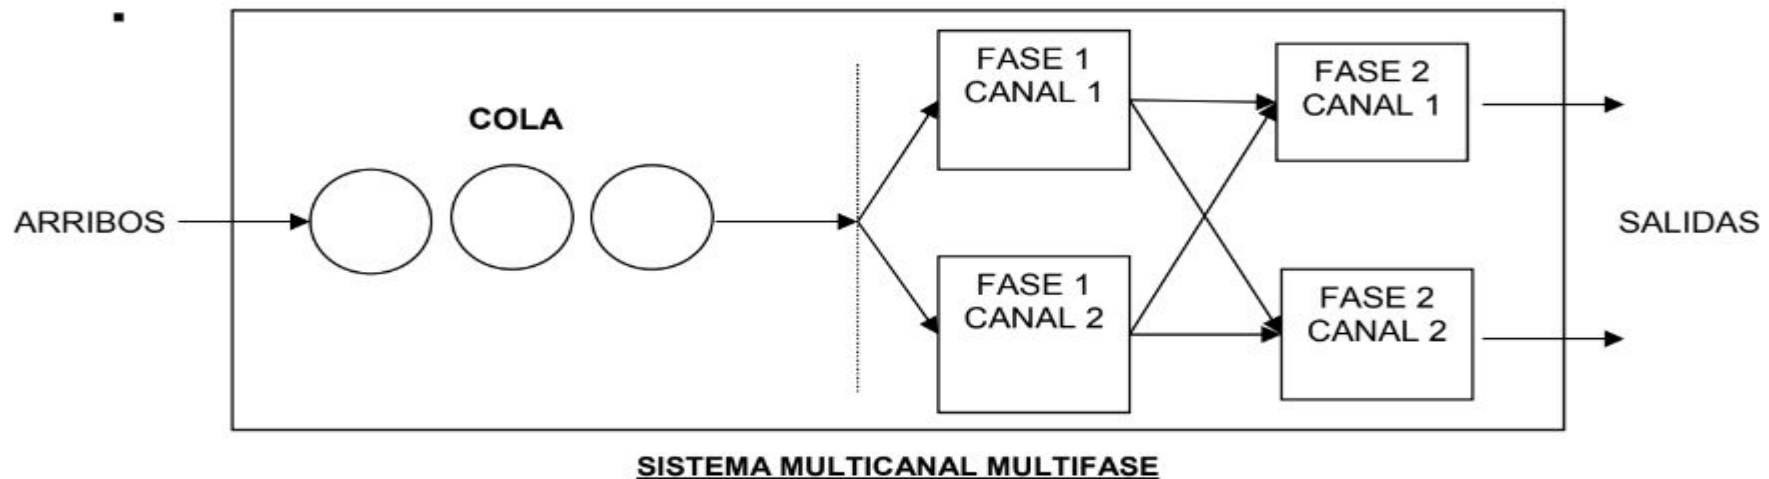 COLA
ARRIBOS
FASE 1
CANAL 1
FASE 2
CANAL 1
FASE 1
CANAL 2
FASE 2
CANAL 2
SALIDAS
SISTEMA MULTICANAL MULTIFASE